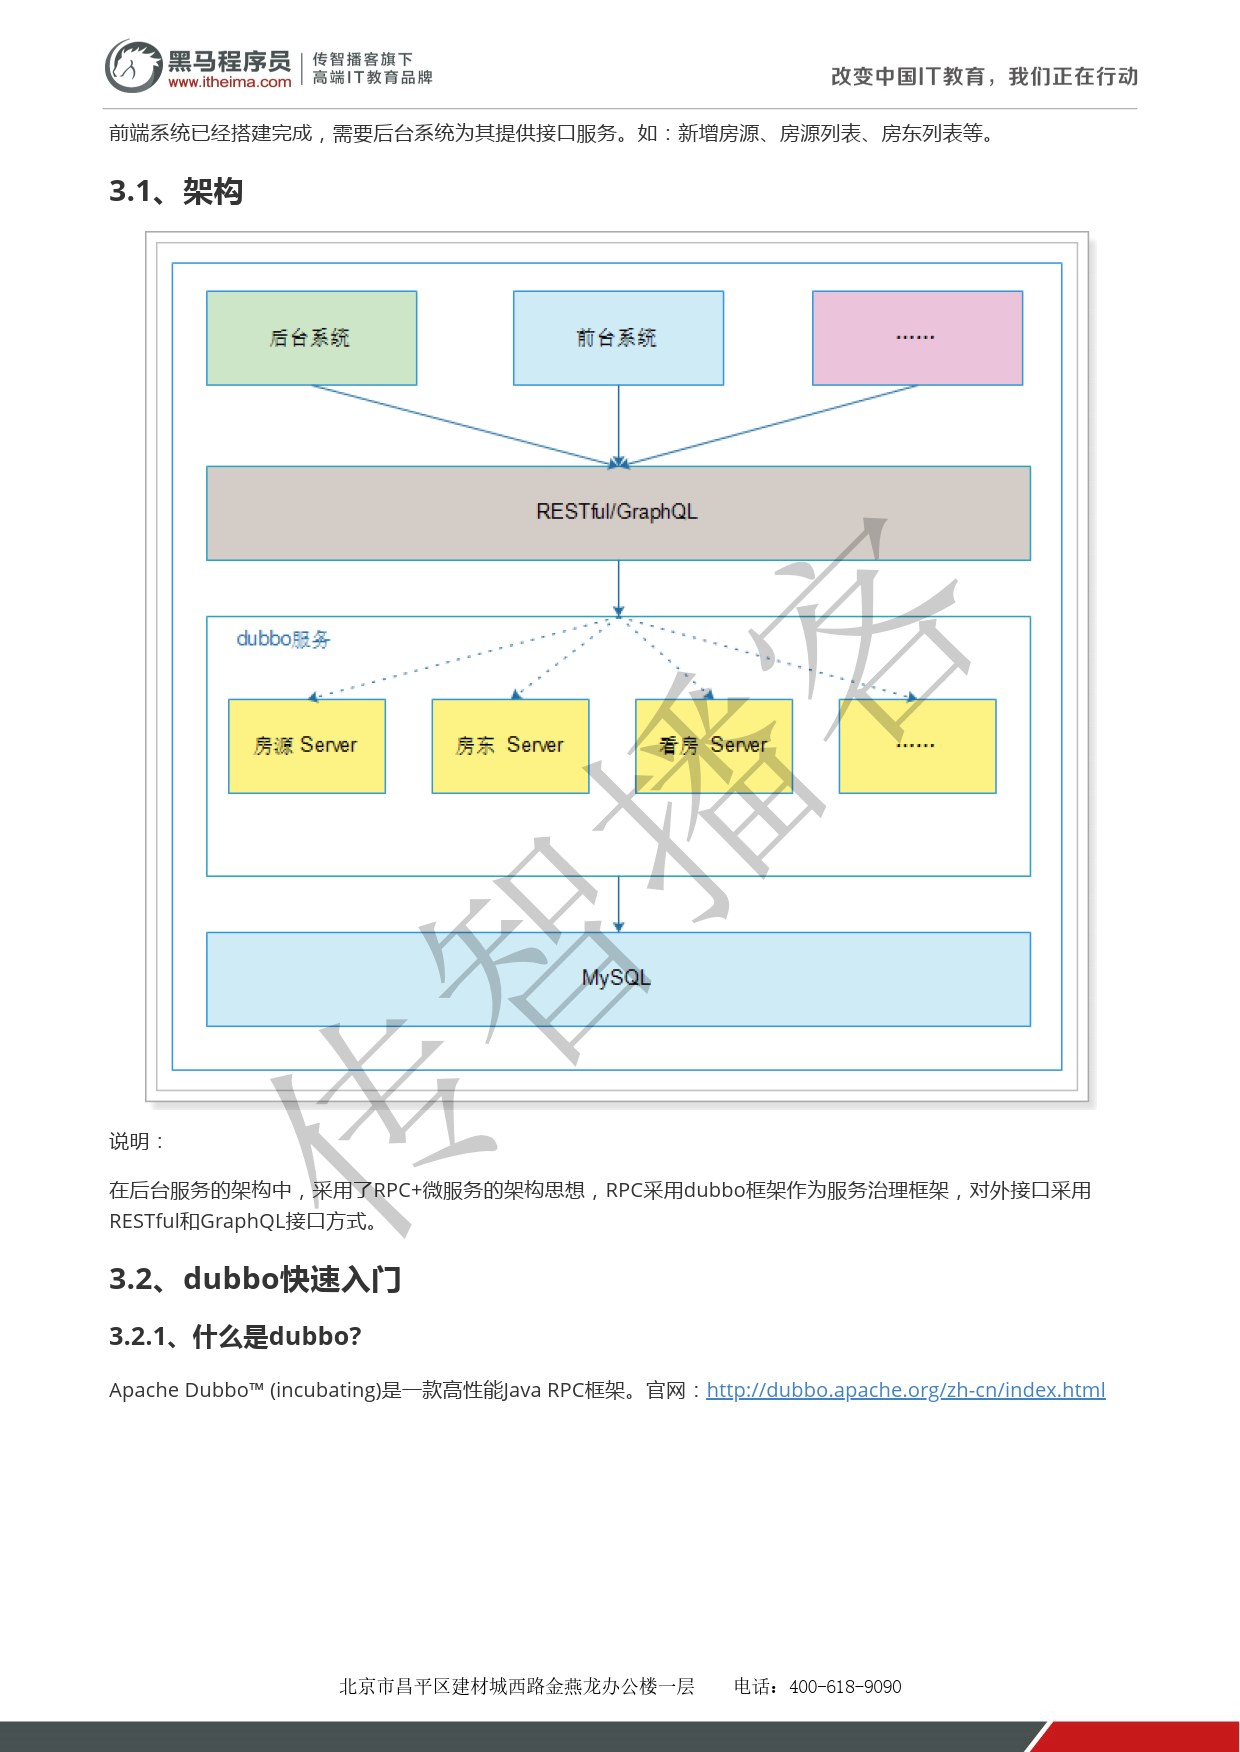 黑马程序员
www.itheima.com
传智播客旗下
高端IT教育品牌
改变中国IT教育，我们正在行动
前端系统已经搭建完成，需要后台系统为其提供接口服务。如：新增房源、房源列表、房东列表等。
3.1、架构
后台系统
前台系统
......
RESTful/GraphQL
dubbo服务
房源 Server
房东 Server
看房 Server
......
MySQL
传智播客
说明：
在后台服务的架构中，采用了RPC+微服务的架构思想，RPC采用dubbo框架作为服务治理框架，对外接口采用
RESTful和GraphQL接口方式。
3.2、dubbo快速入门
3.2.1、什么是dubbo?
Apache Dubbo™ (incubating)是一款高性能Java RPC框架。官网：http://dubbo.apache.org/zh-cn/index.html
北京市昌平区建材城西路金燕龙办公楼一层 电话：400-618-9090